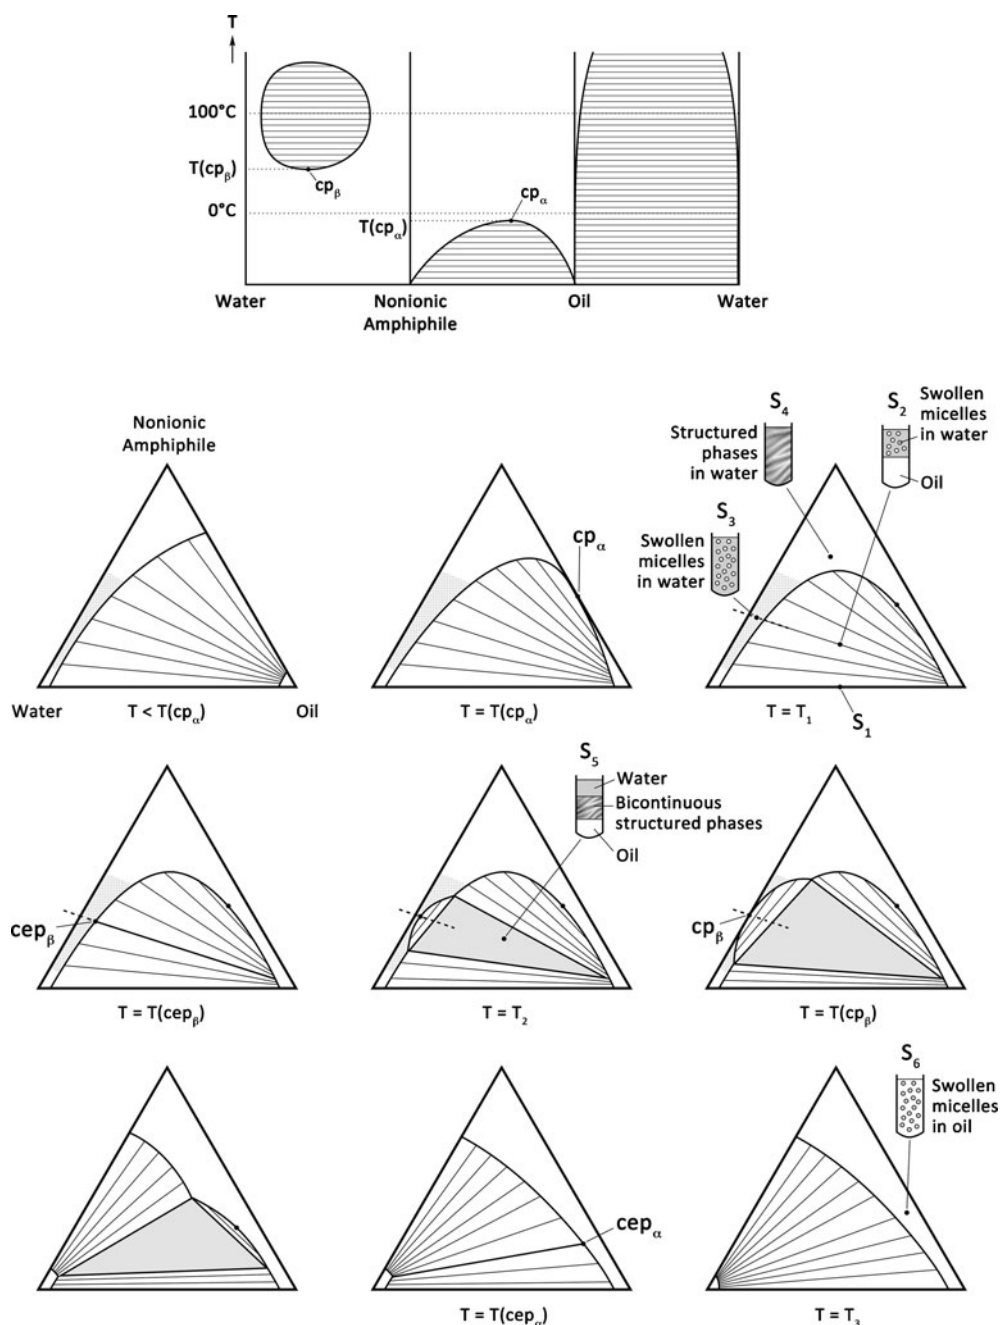 T
100°C
T(cpβ)
cpβ
0°C
T(cpα)
cpα
Water
Nonionic
Amphiphile
Oil
Water
Nonionic
Amphiphile
Water
T < T(cpα)
Oil
cpα
T = T(cpα)
S4
Structured
phases
in water
S2
Swollen
micelles
in water
Oil
S3
Swollen
micelles
in water
T = T1
S1
cepβ
T = T(cepβ)
S5
Water
Bicontinuous
structured phases
Oil
T = T2
cpβ
T = T(cpβ)
cepα
T = T(cepα)
S6
Swollen
micelles
in oil
T = T3